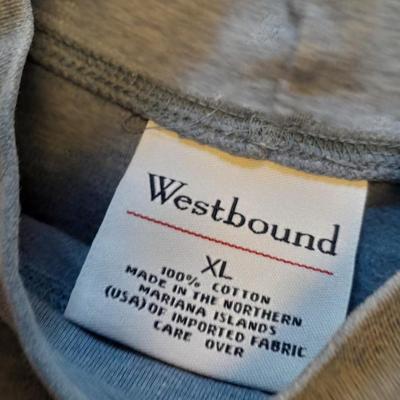 Westbound
XL
100% COTTON
MADE IN THE NORTHERN
MARIANA ISLANDS
(USA) OF IMPORTED FABRIC
CARE OVER